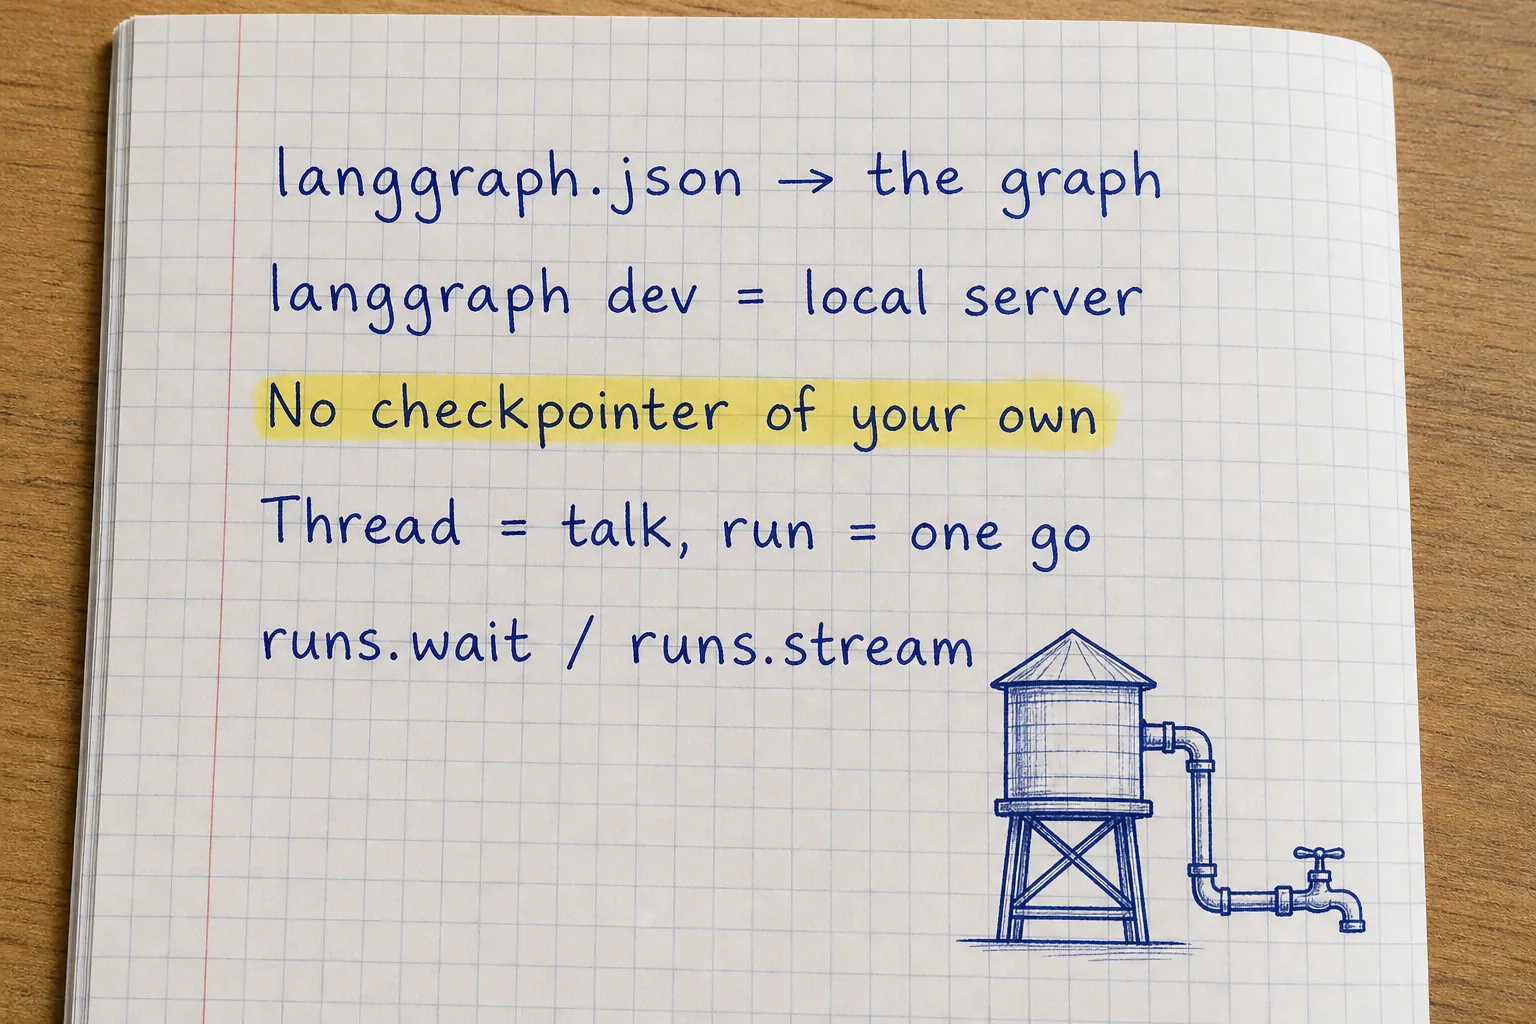 langgraph.json → the graph
langgraph dev = local server
No checkpointer of your own
Thread = talk, run = one go
runs.wait / runs.stream